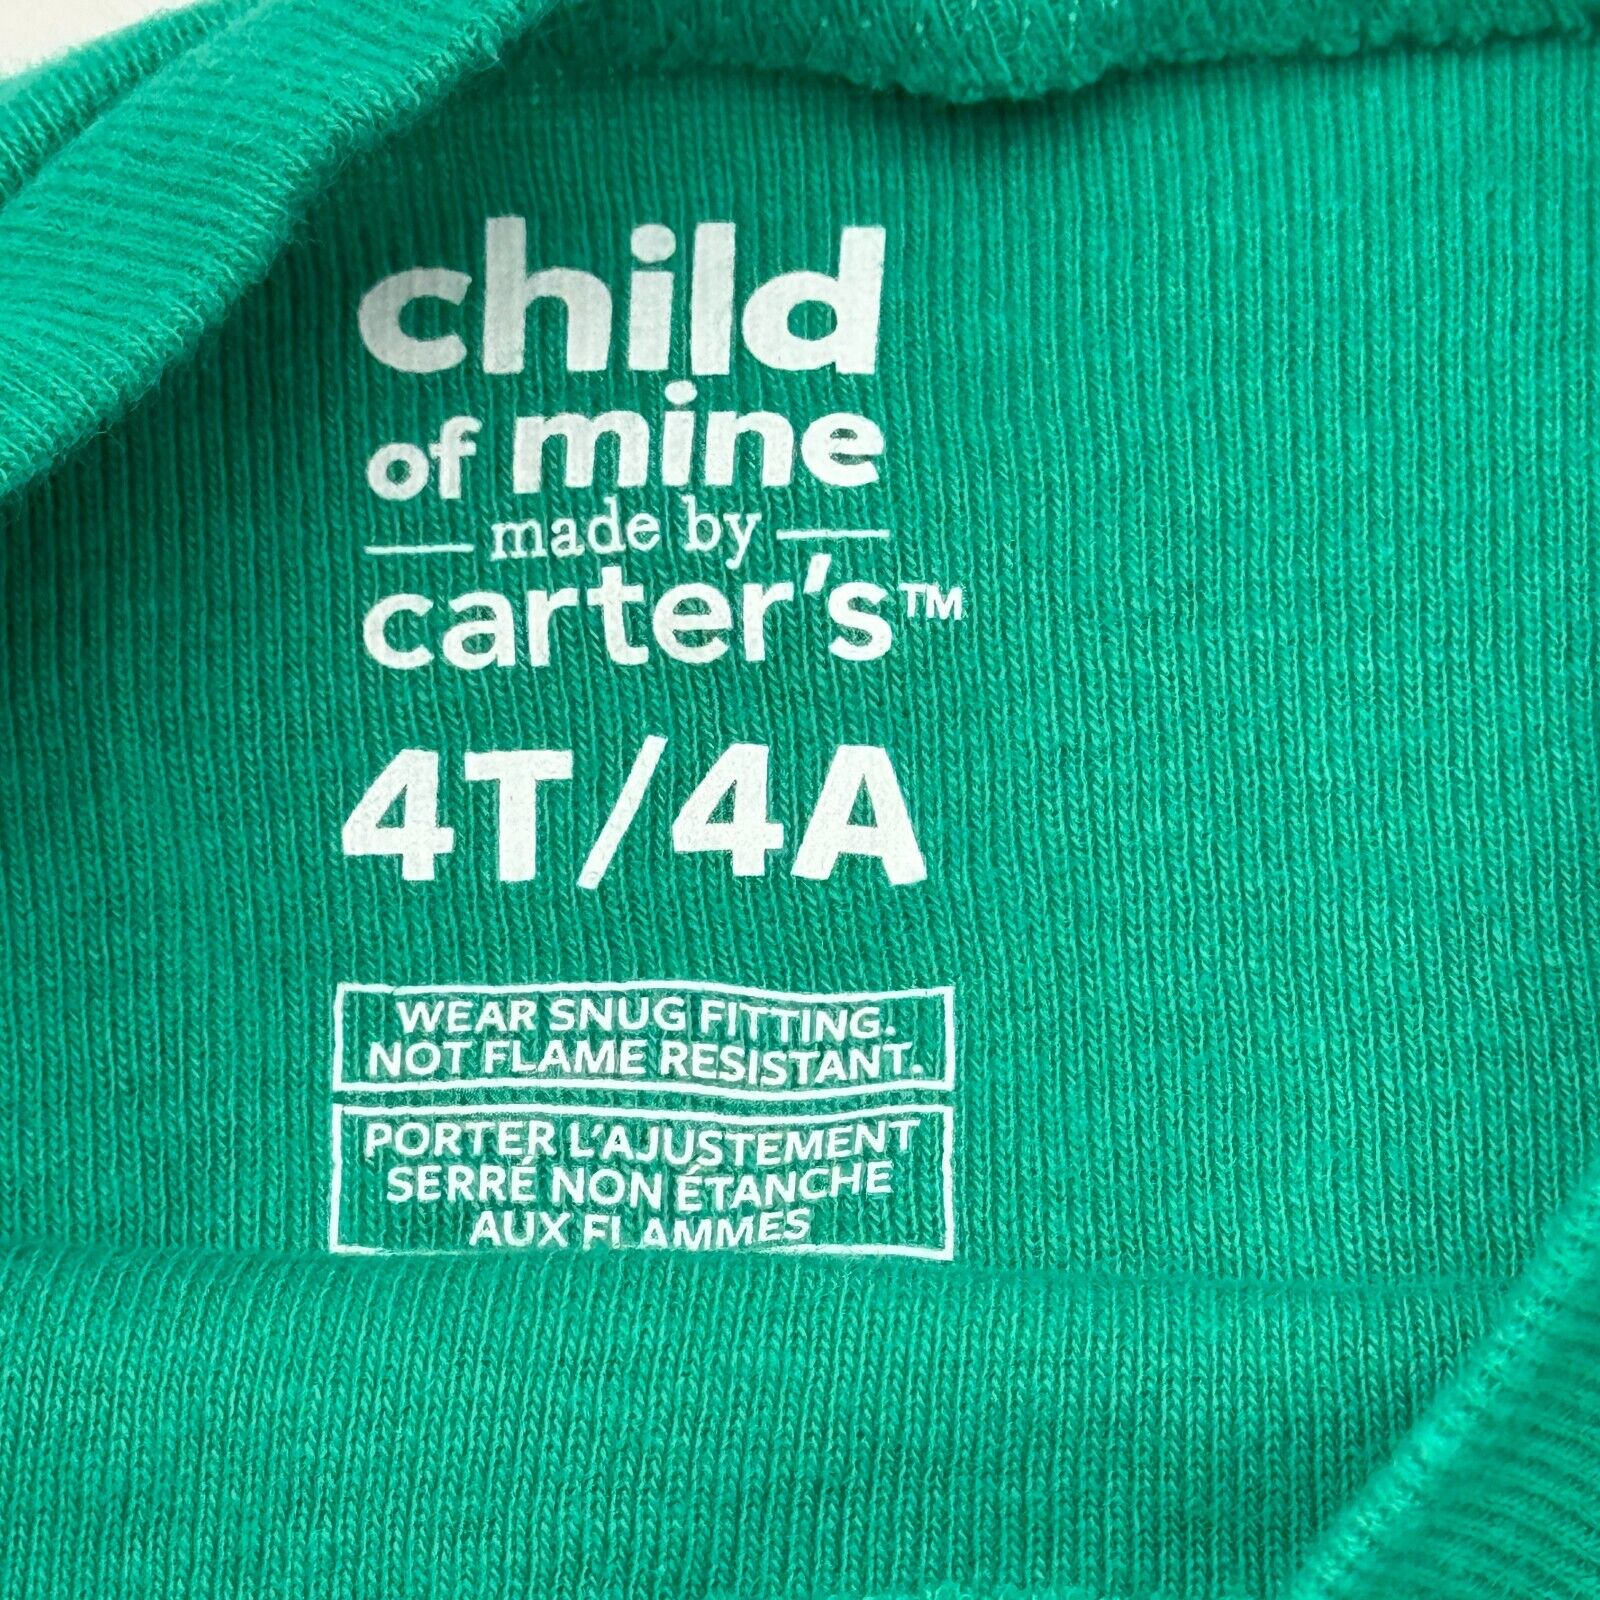 child
of mine
made by
carter's™
4T/4A
WEAR SNUG FITTING.
NOT FLAME RESISTANT.
PORTER L'AJUSTEMENT
SERRÉ NON ÉTANCHE
AUX FLAMMES